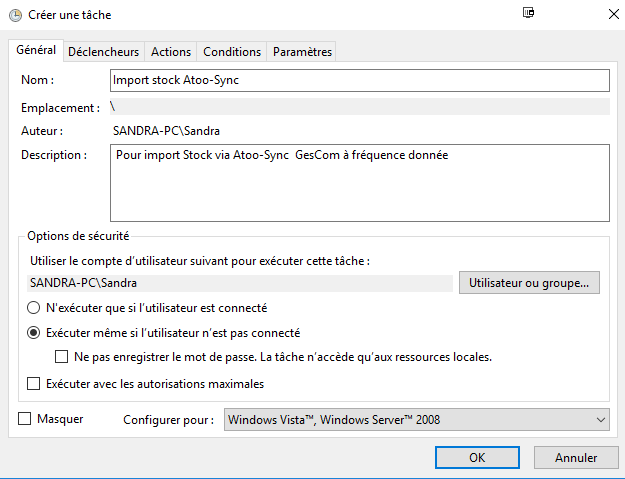 Créer une tâche
Général Déclencheurs Actions Conditions Paramètres
Nom : Import stock Atoo-Sync
Emplacement : \
Auteur : SANDRA-PC\Sandra
Description : Pour import Stock via Atoo-Sync GesCom à fréquence donnée
Options de sécurité
Utiliser le compte d'utilisateur suivant pour exécuter cette tâche :
SANDRA-PC\Sandra Utilisateur ou groupe...
N'exécuter que si l'utilisateur est connecté
Exécuter même si l'utilisateur n'est pas connecté
Ne pas enregistrer le mot de passe. La tâche n'accède qu'aux ressources locales.
Exécuter avec les autorisations maximales
Masquer Configurer pour : Windows Vista™, Windows Server™ 2008
OK Annuler